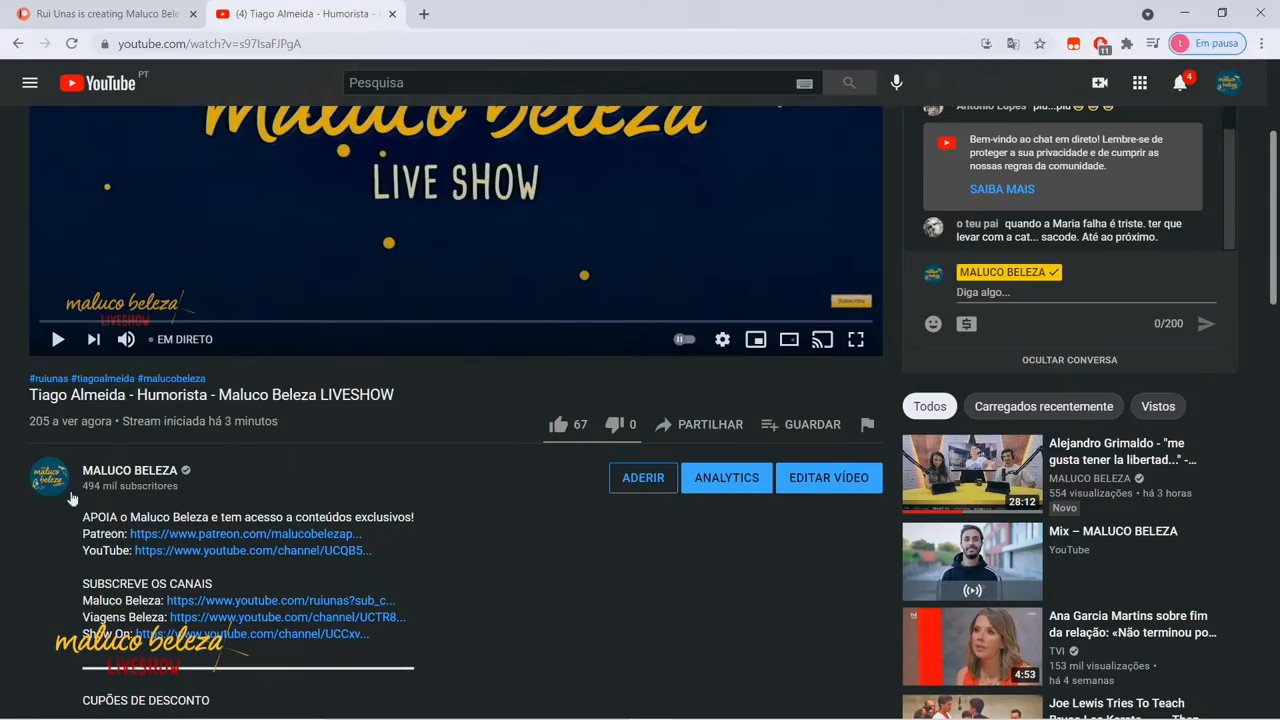 Rui Unas is creating Maluco Bele
(4) Tiago Almeida - Humorista -
youtube.com/watch?v=s97IsaFJPgA
Em pausa
11
YouTube PT
Pesquisa
4
maluco beleza
LIVE SHOW
maluco beleza
LIVESHOW
Subscribe
EM DIRETO
António Lopes piu...piu
Bem-vindo ao chat em direto! Lembre-se de
proteger a sua privacidade e de cumprir as
nossas regras da comunidade.
SAIBA MAIS
o teu pai quando a Maria falha é triste. ter que
levar com a cat... sacode. Até ao próximo.
MALUCO BELEZA
Diga algo...
0/200
OCULTAR CONVERSA
#ruiunas #tiagoalmeida #malucobeleza
Tiago Almeida - Humorista - Maluco Beleza LIVESHOW
205 a ver agora • Stream iniciada há 3 minutos
67
0
PARTILHAR
GUARDAR
MALUCO BELEZA
494 mil subscritores
ADERIR
ANALYTICS
EDITAR VÍDEO
APOIA o Maluco Beleza e tem acesso a conteúdos exclusivos!
Patreon: https://www.patreon.com/malucobelezap...
YouTube: https://www.youtube.com/channel/UCQB5...
SUBSCREVE OS CANAIS
Maluco Beleza: https://www.youtube.com/ruiunas?sub_c...
Viagens Beleza: https://www.youtube.com/channel/UCTR8...
Show On: https://www.youtube.com/channel/UCCxv...
maluco beleza
LIVESHOW
CUPÕES DE DESCONTO
Todos
Carregados recentemente
Vistos
Alejandro Grimaldo - "me
gusta tener la libertad..." -...
MALUCO BELEZA
554 visualizações • há 3 horas
Novo
28:12
Mix – MALUCO BELEZA
YouTube
Ana Garcia Martins sobre fim
da relação: «Não terminou po...
TVI
153 mil visualizações •
há 4 semanas
4:53
Joe Lewis Tries To Teach